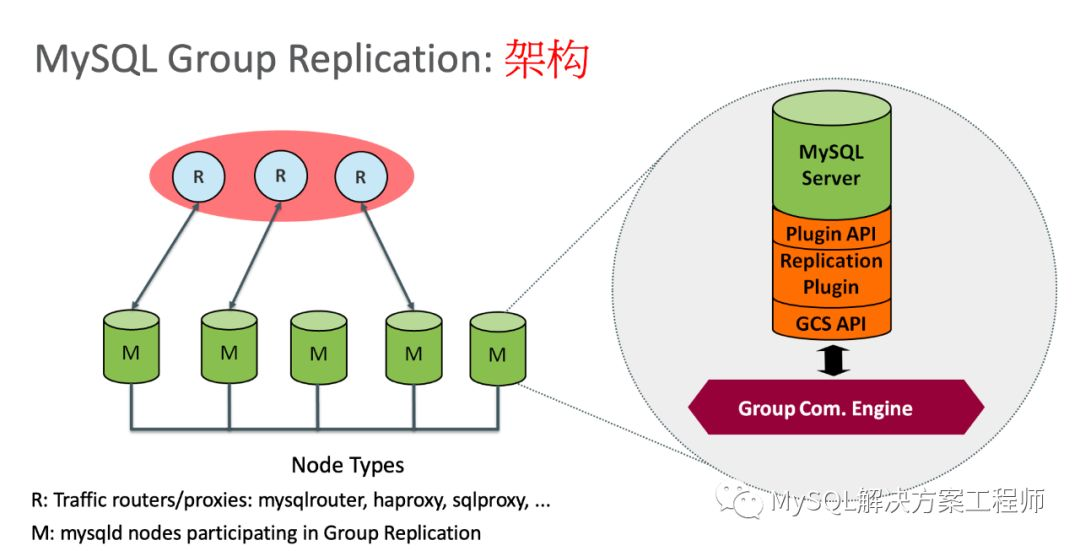 MySQL Group Replication: 架构
R
R
R
M
M
M
M
M
MySQL
Server
Plugin API
Replication
Plugin
GCS API
Group Com. Engine
Node Types
R: Traffic routers/proxies: mysqlrouter, haproxy, sqlproxy, ...
M: mysqld nodes participating in Group Replication
MySQL解决方案工程师